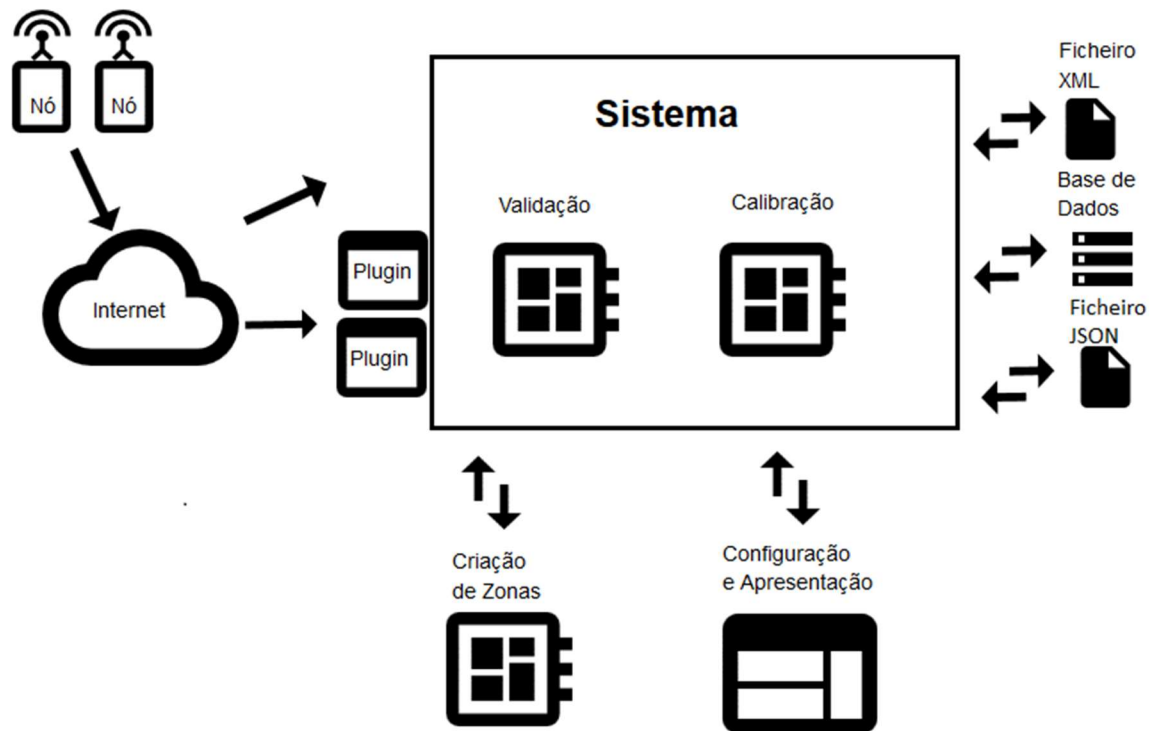 Nó
Nó
Internet
Plugin
Plugin
Sistema
Validação
Calibração
Ficheiro
XML
Base de
Dados
Ficheiro
JSON
Criação
de Zonas
Configuração
e Apresentação